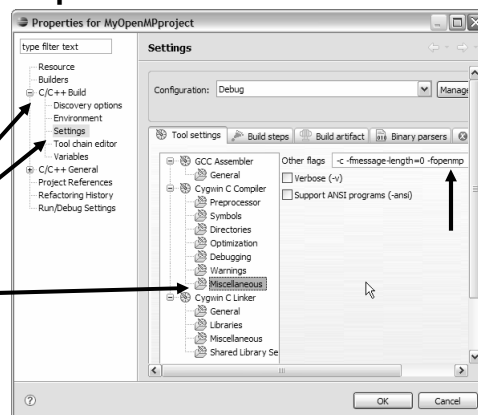 Properties for MyOpenMPproject
type filter text
Settings
Resource
Builders
C/C++ Build
Discovery options
Environment
Settings
Tool chain editor
Variables
C/C++ General
Project References
Refactoring History
Run/Debug Settings
Configuration: Debug
Manage
Tool settings Build steps Build artifact Binary parsers
GCC Assembler
General
Cygwin C Compiler
Preprocessor
Symbols
Directories
Optimization
Debugging
Warnings
Miscellaneous
Cygwin C Linker
General
Libraries
Miscellaneous
Shared Library Se
Other flags -c -fmessage-length=0 -fopenmp
Verbose (-v)
Support ANSI programs (-ansi)
OK Cancel